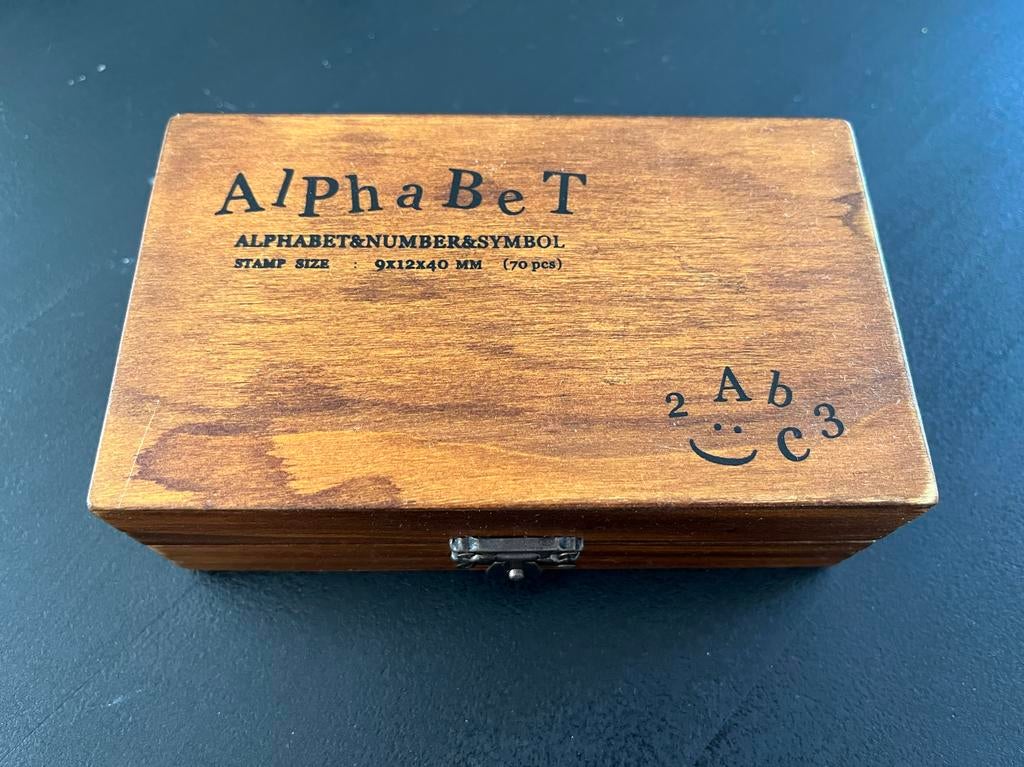 AlPhaBeT
ALPHABET&NUMBER&SYMBOL
STAMP SIZE : 9X12X40 MM (70 pcs)
2 A b c 3